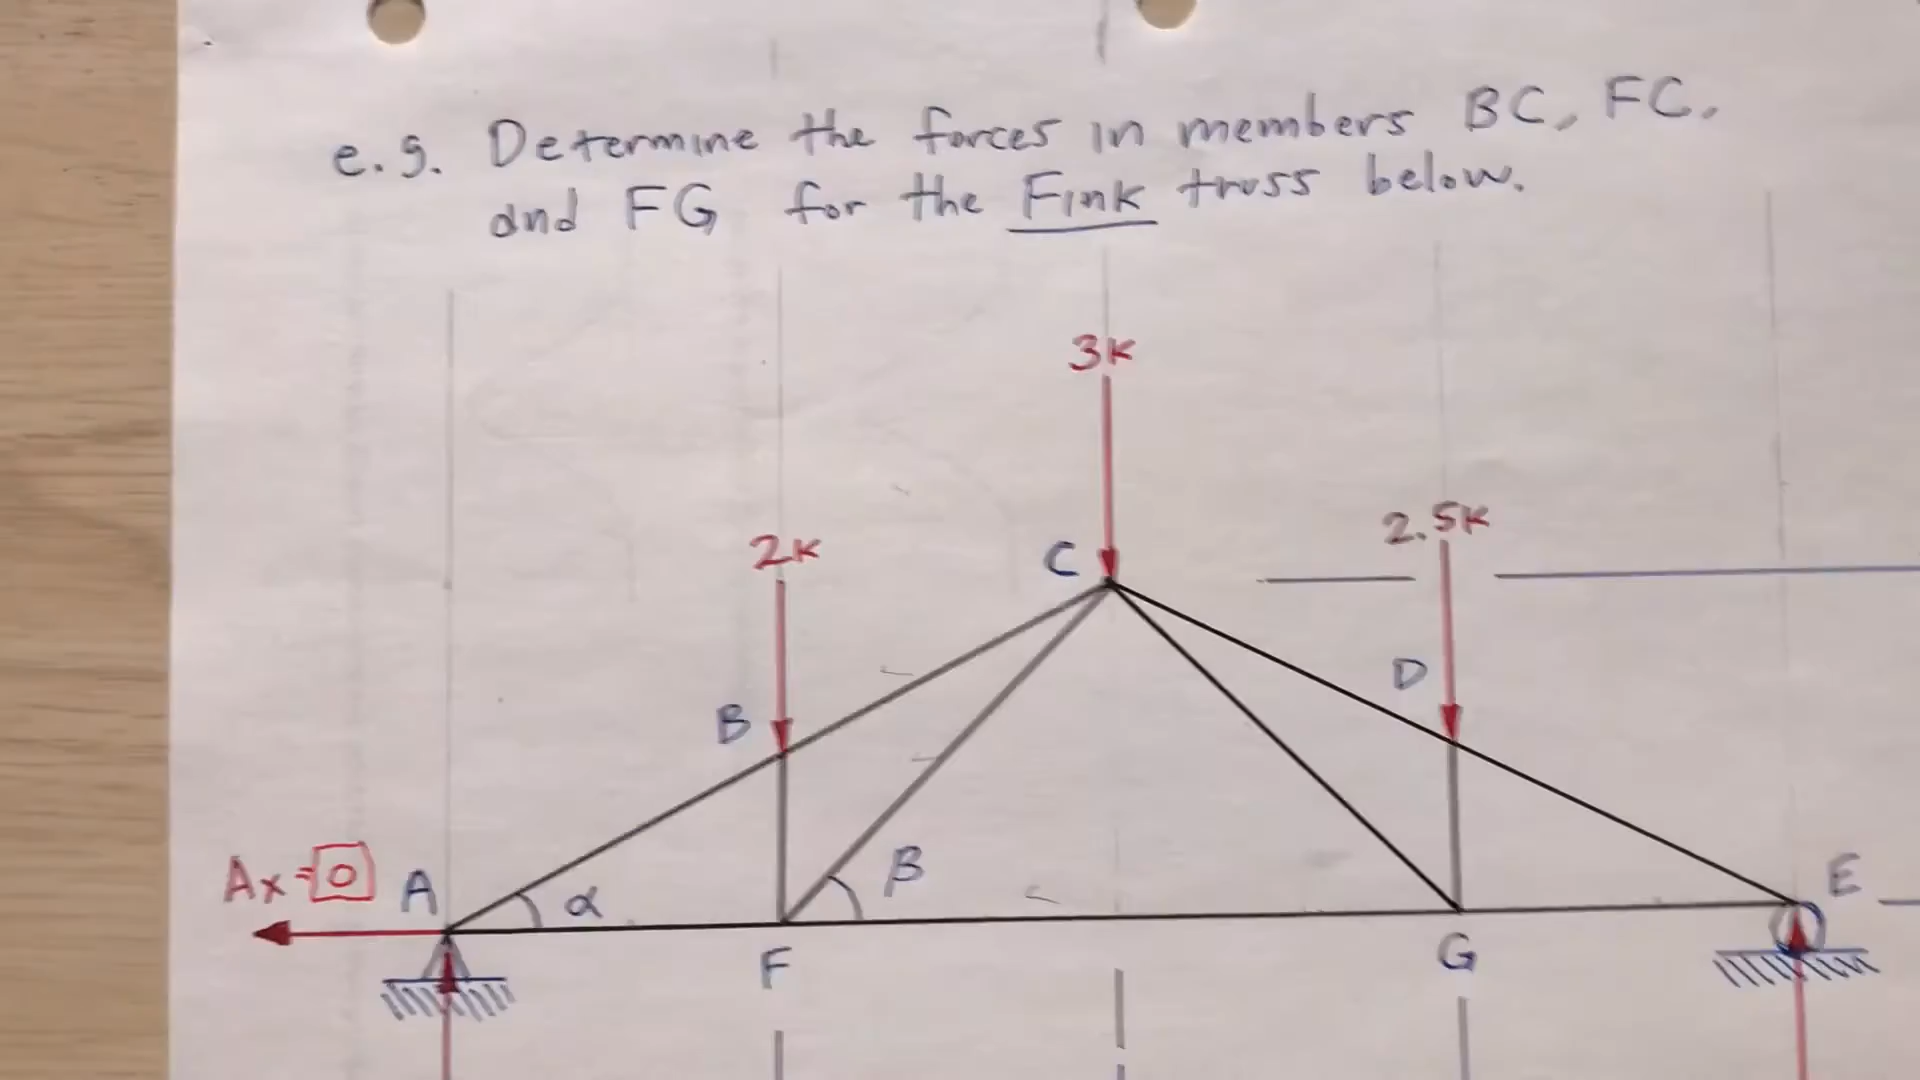 e.g. Determine the forces in members BC, FC,
and FG for the Fink truss below.
3K
2.5K
2K
C
D
B
Ax=0
A
α
β
E
F
G